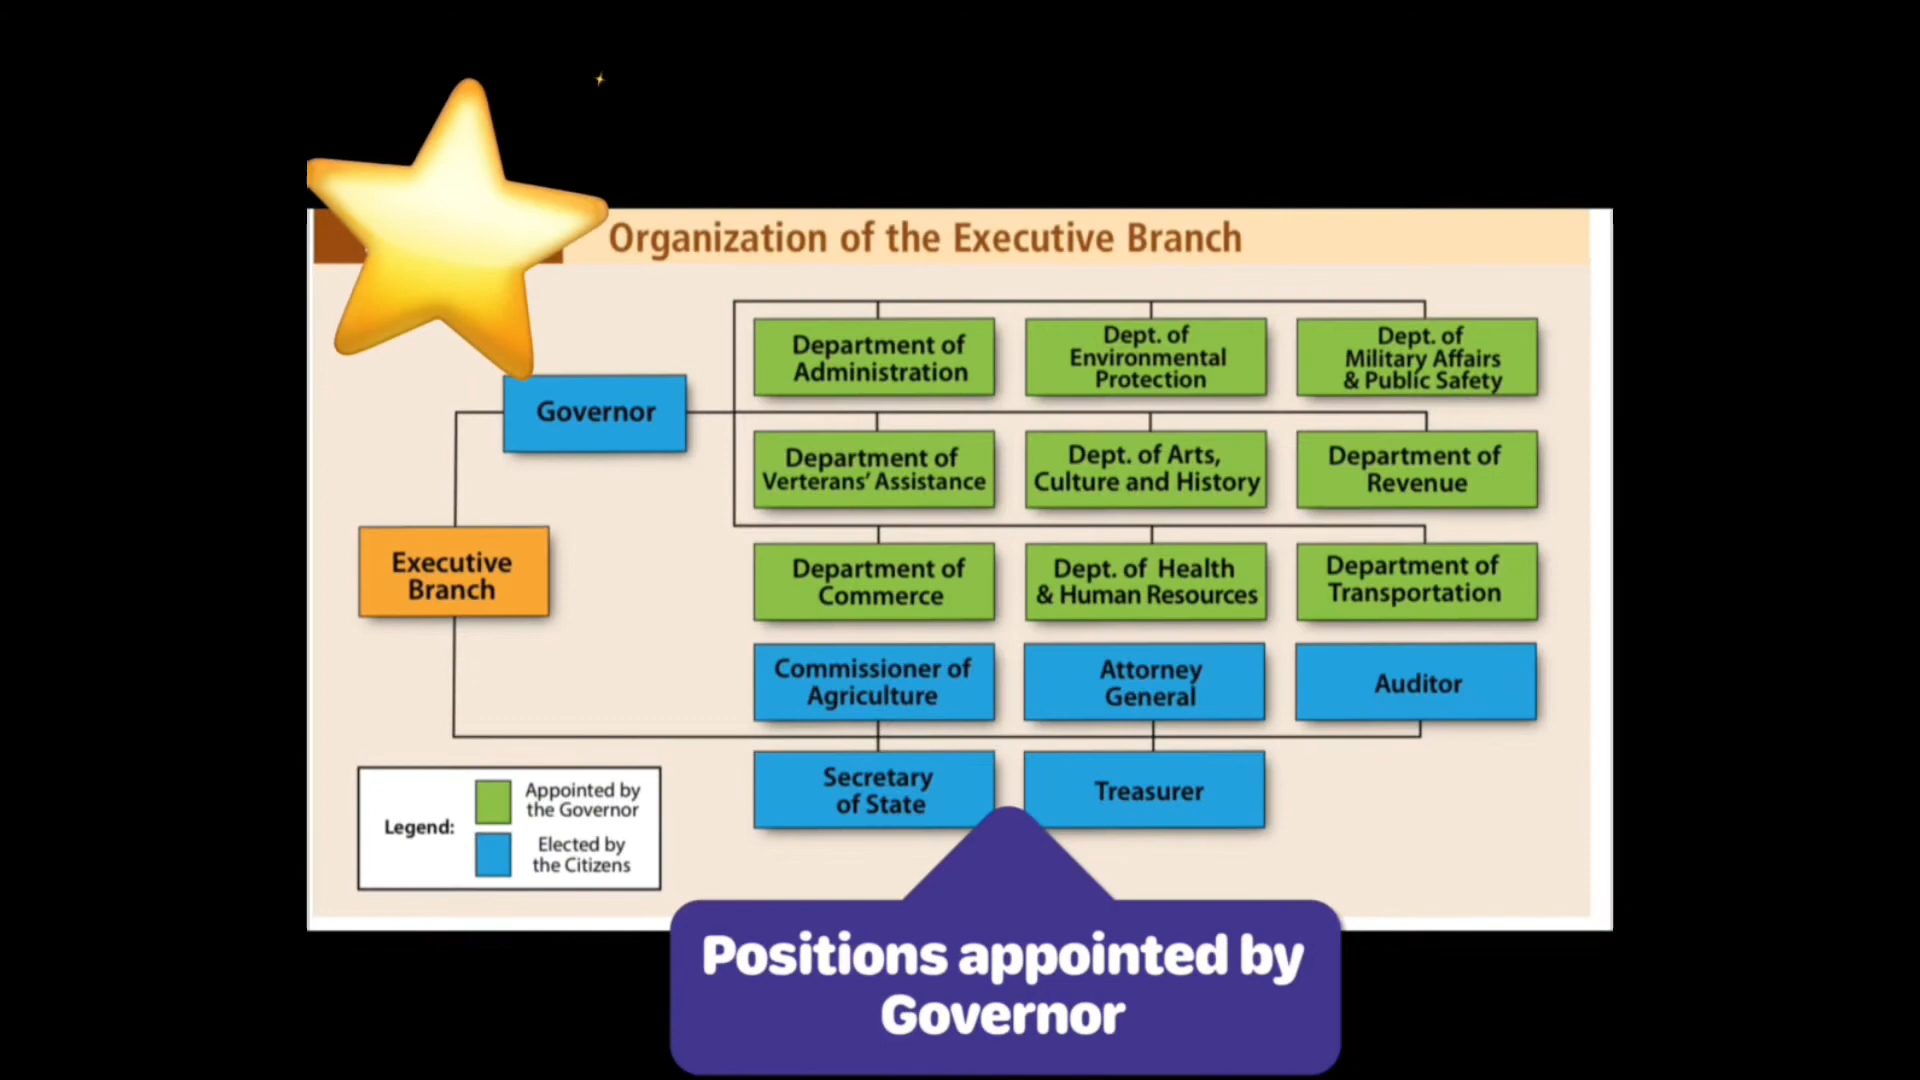 Organization of the Executive Branch
Department of
Administration
Dept. of
Environmental
Protection
Dept. of
Military Affairs
& Public Safety
Governor
Department of
Verterans’ Assistance
Dept. of Arts,
Culture and History
Department of
Revenue
Executive
Branch
Department of
Commerce
Dept. of Health
& Human Resources
Department of
Transportation
Commissioner of
Agriculture
Attorney
General
Auditor
Secretary
of State
Treasurer
Legend:
Appointed by
the Governor
Elected by
the Citizens
Positions appointed by
Governor